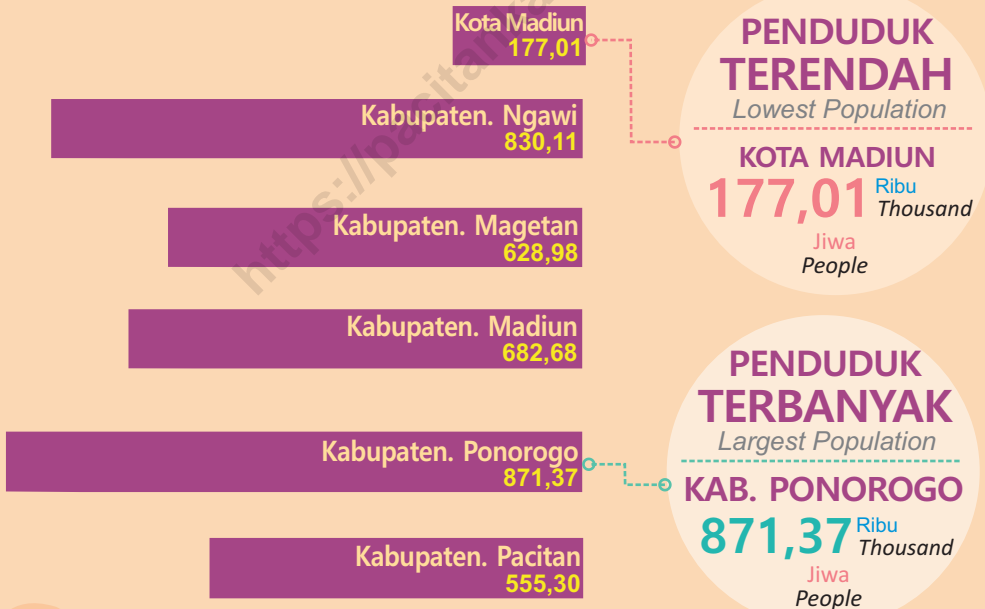 Kota Madiun
177,01
Kabupaten. Ngawi
830,11
Kabupaten. Magetan
628,98
Kabupaten. Madiun
682,68
Kabupaten. Ponorogo
871,37
Kabupaten. Pacitan
555,30
PENDUDUK
TERENDAH
Lowest Population
KOTA MADIUN
177,01 Ribu
Thousand
Jiwa
People
PENDUDUK
TERBANYAK
Largest Population
KAB. PONOROGO
871,37 Ribu
Thousand
Jiwa
People